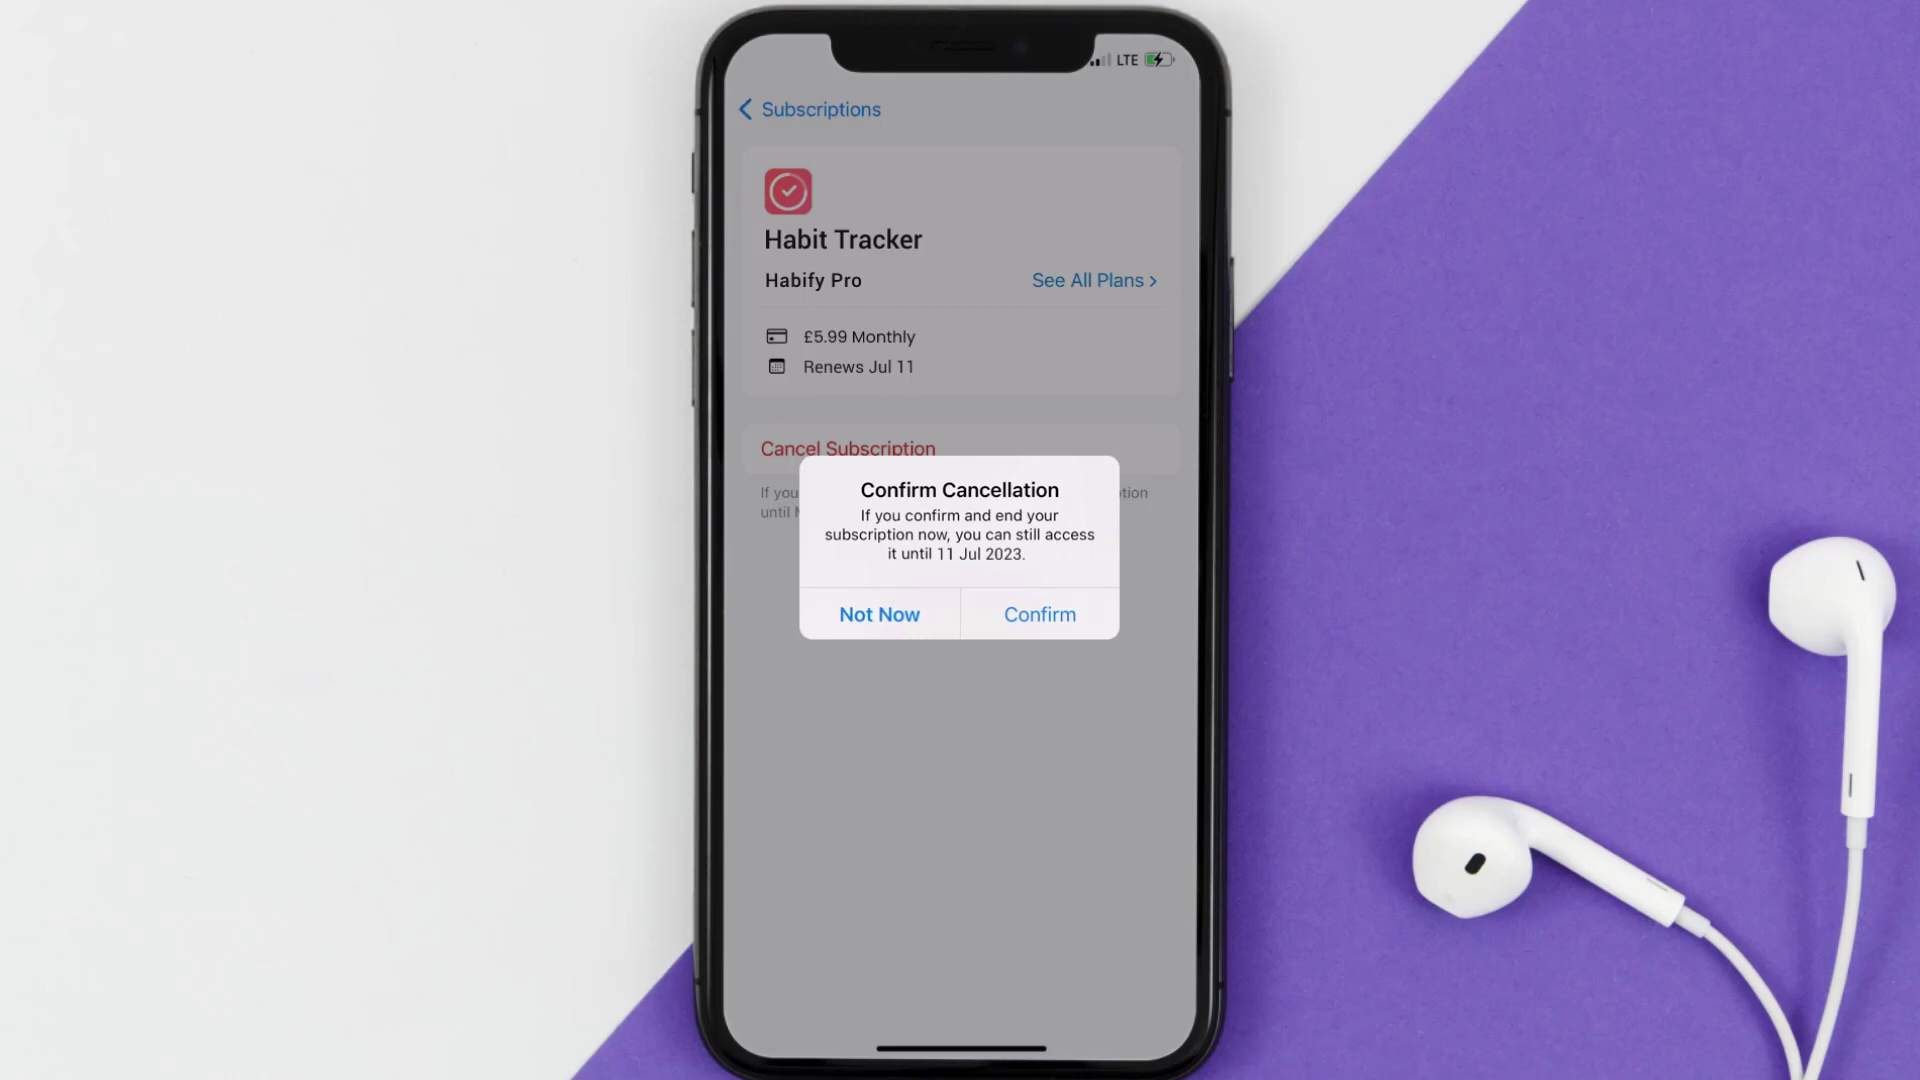 LTE
Subscriptions
Habit Tracker
Habify Pro
See All Plans >
£5.99 Monthly
Renews Jul 11
Cancel Subscription
If you
tion
until
Confirm Cancellation
If you confirm and end your
subscription now, you can still access
it until 11 Jul 2023.
Not Now
Confirm